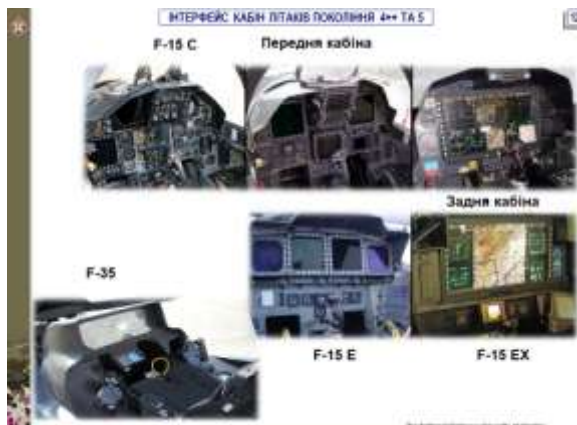 ІНТЕРФЕЙС КАБІН ЛІТАКІВ ПОКОЛІННЯ 4++ ТА 5
F-15 C
Передня кабіна
Задня кабіна
F-35
F-15 E
F-15 EX